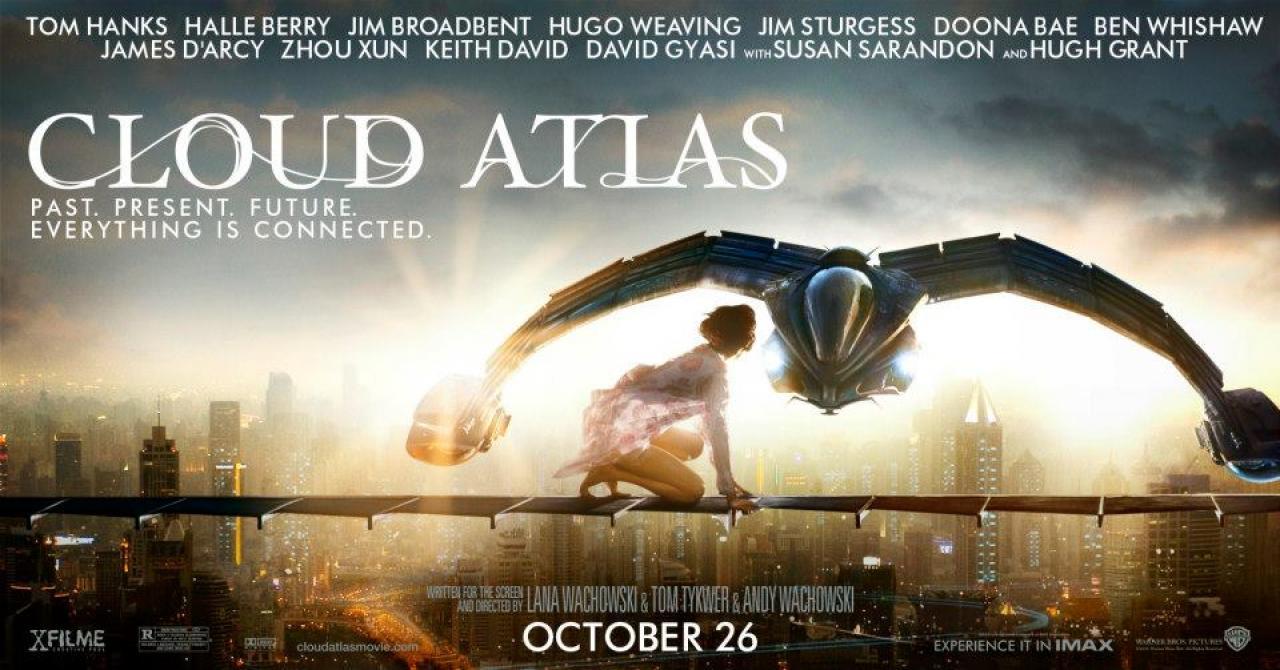 TOM HANKS HALLE BERRY JIM BROADBENT HUGO WEAVING JIM STURGESS DOONA BAE BEN WHISHAW
JAMES D'ARCY ZHOU XUN KEITH DAVID DAVID GYASI WITH SUSAN SARANDON AND HUGH GRANT
CLOUD ATLAS
PAST. PRESENT. FUTURE.
EVERYTHING IS CONNECTED.
WRITTEN FOR THE SCREEN
AND DIRECTED BY LANA WACHOWSKI & TOM TYKWER & ANDY WACHOWSKI
OCTOBER 26
XFILME
CREATIVE POOL
R
cloudatlasmovie.com
EXPERIENCE IT IN IMAX
WARNER BROS. PICTURES